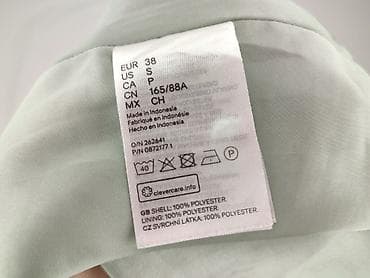 EUR 38
US S
CA P
CN 165/88A
MX CH
Made in Indonesia
Fabriqué en Indonésie
Hecho en Indonesia
O/N 262641
P/N 0872177 1
40 P
clevercare.info
GB SHELL: 100% POLYESTER.
LINING: 100% POLYESTER.
CZ SVRCHNÍ LÁTKA: 100% POLYESTER.